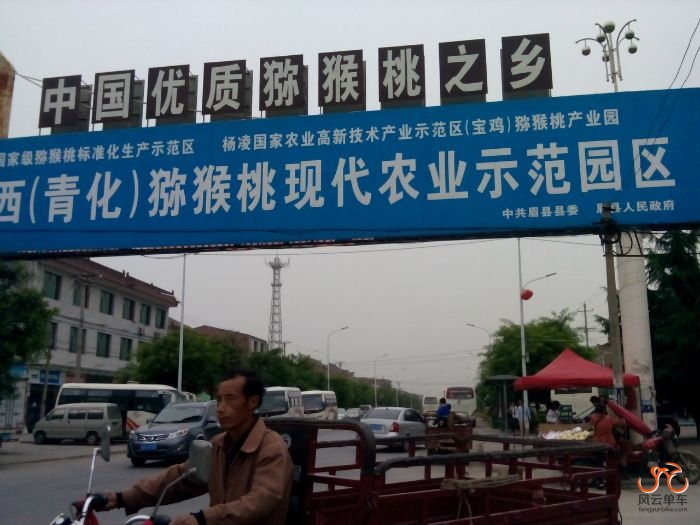 中国优质猕猴桃之乡
国家级猕猴桃标准化生产示范区 杨凌国家农业高新技术产业示范区(宝鸡)猕猴桃产业园
西(青化)猕猴桃现代农业示范园区
中共眉县县委 眉县人民政府
风云单车
fengyunbike.com